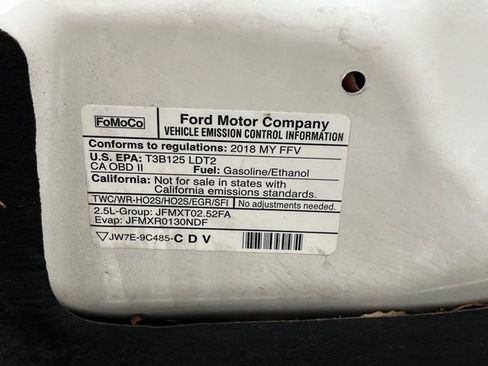 FoMoCo
Ford Motor Company
VEHICLE EMISSION CONTROL INFORMATION
Conforms to regulations: 2018 MY FFV
U.S. EPA: T3B125 LDT2
CA OBD II Fuel: Gasoline/Ethanol
California: Not for sale in states with
California emissions standards.
TWC/WR-HO2S/HO2S/EGR/SFI No adjustments needed.
2.5L-Group: JFMXT02.52FA
Evap: JFMXR0130NDF
JW7E-9C485-C D V